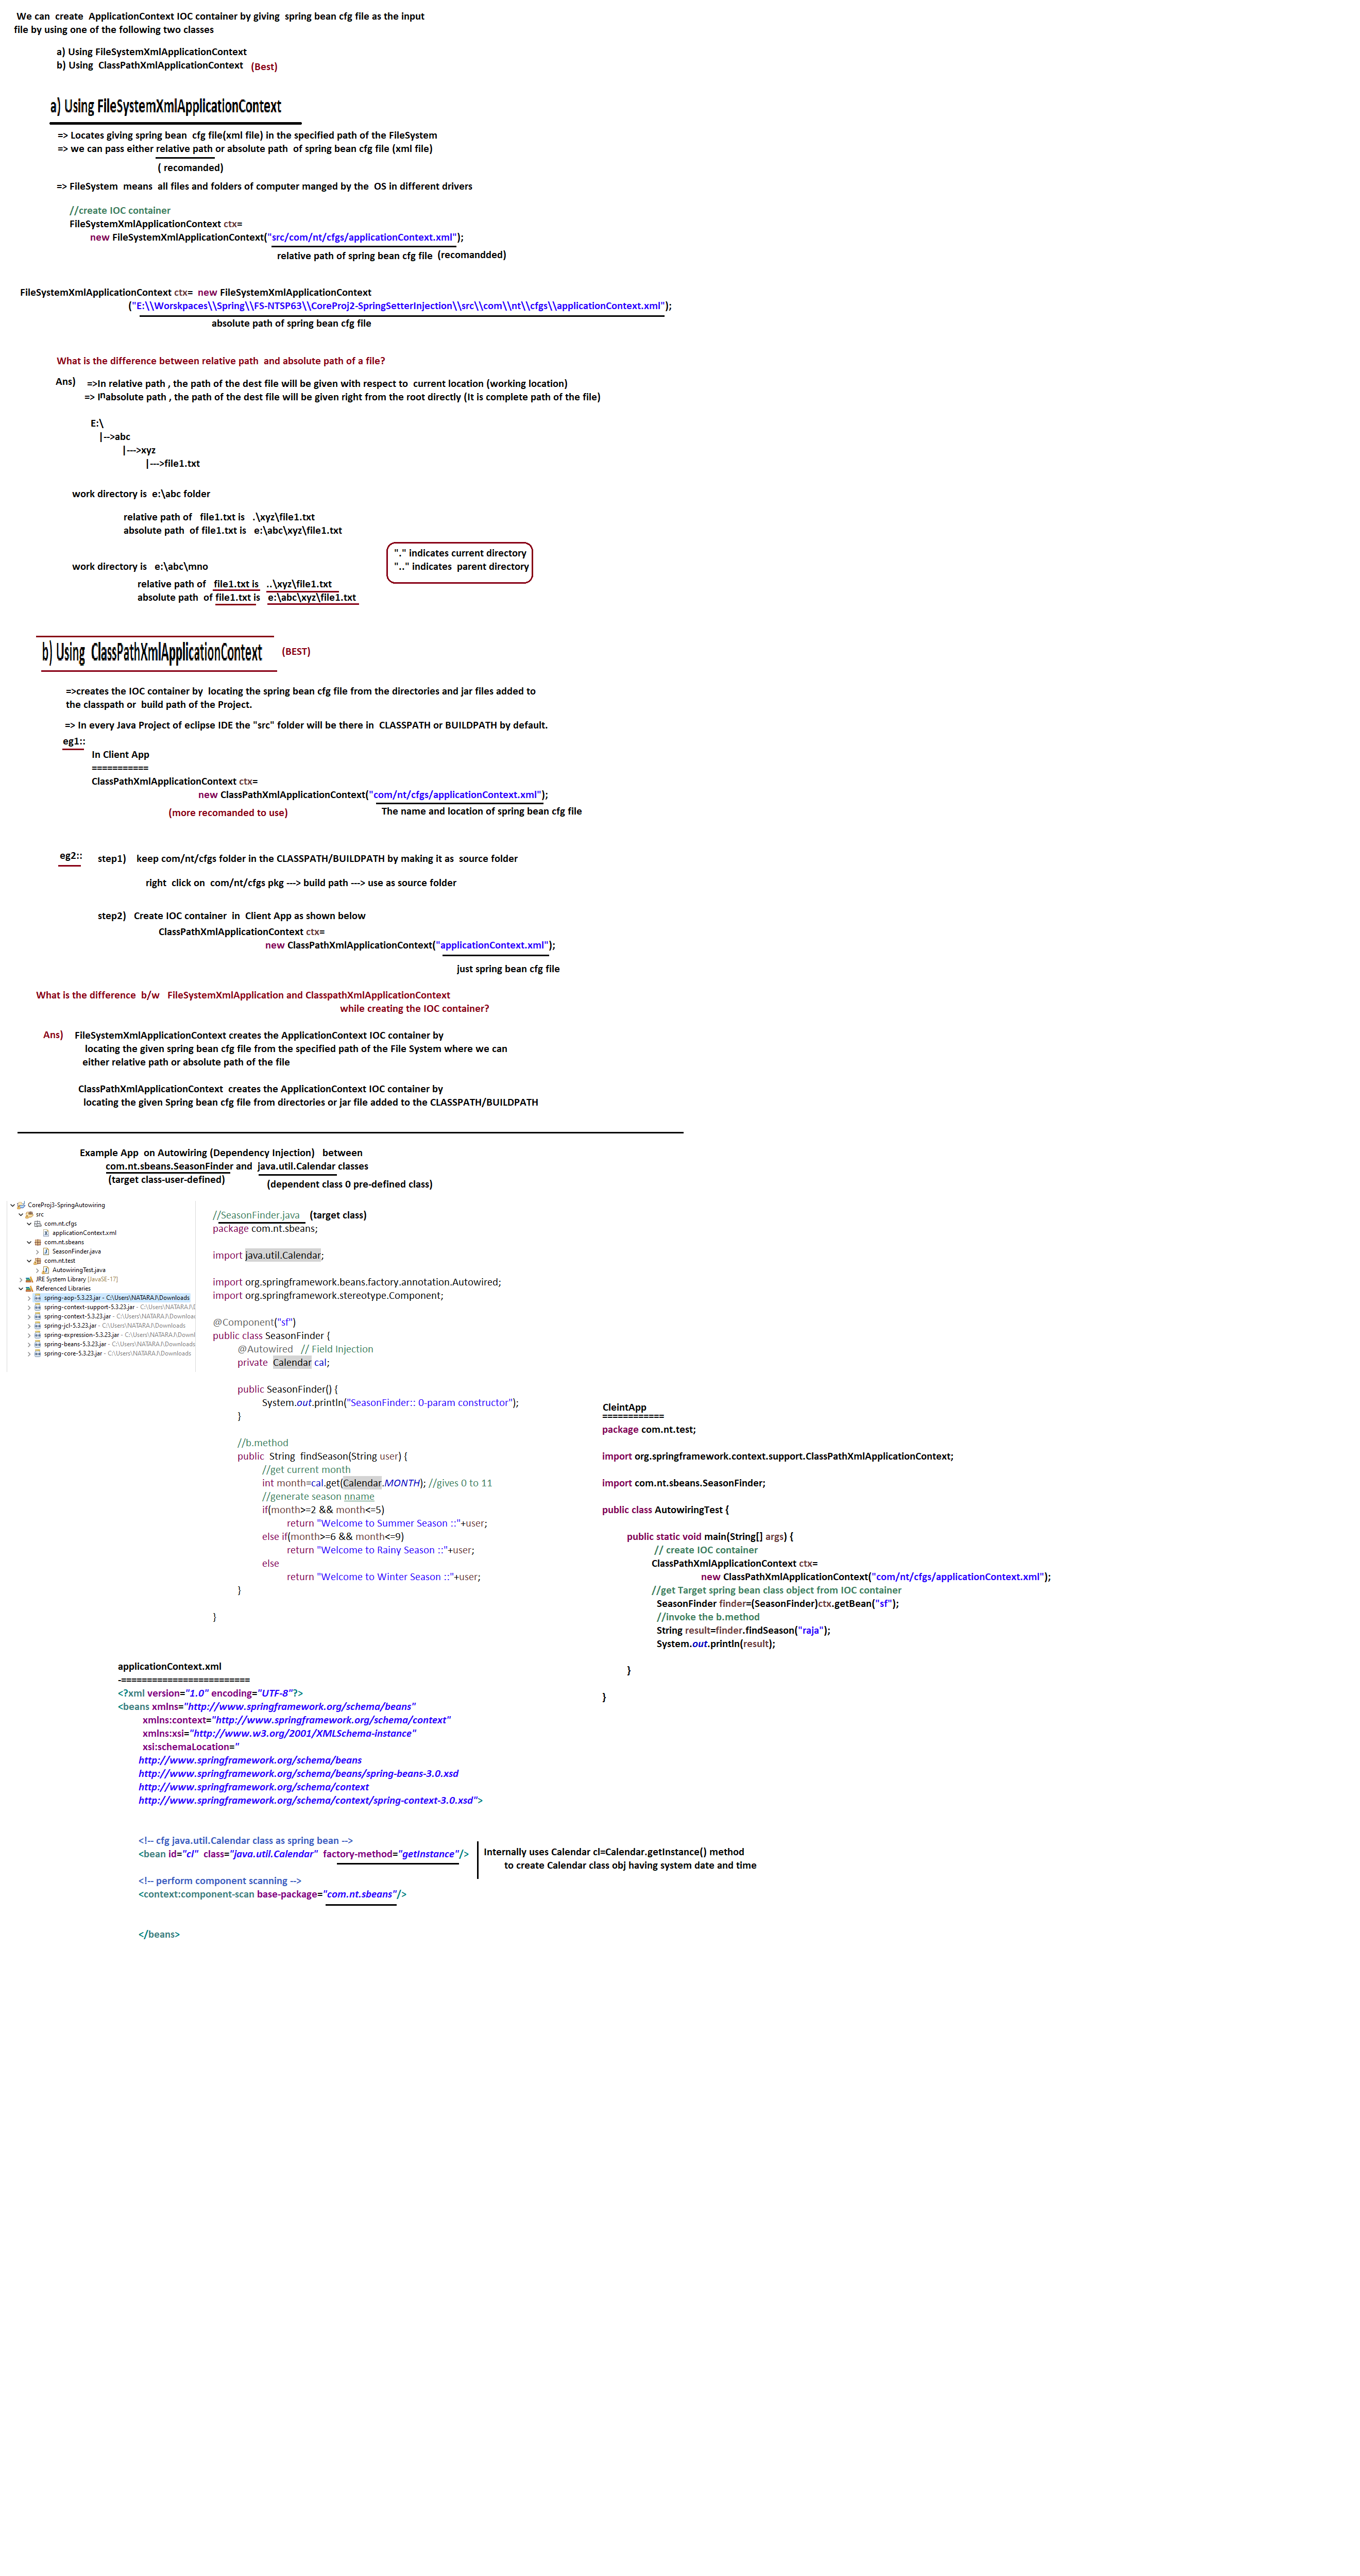 We can  create  ApplicationContext IOC container by giving  spring bean cfg file as the input
file by using one of the following two classes
a) Using FileSystemXmlApplicationContext
b) Using  ClassPathXmlApplicationContext   (Best)
a) Using FileSystemXmlApplicationContext
=> Locates giving spring bean  cfg file(xml file) in the specified path of the FileSystem
=> we can pass either relative path or absolute path  of spring bean cfg file (xml file)
( recomanded)
=> FileSystem  means  all files and folders of computer manged by the  OS in different drivers
//create IOC container
FileSystemXmlApplicationContext ctx=
new FileSystemXmlApplicationContext("src/com/nt/cfgs/applicationContext.xml");
relative path of spring bean cfg file  (recomandded)
FileSystemXmlApplicationContext ctx=  new FileSystemXmlApplicationContext
("E:\\Worskpaces\\Spring\\FS-NTSP63\\CoreProj2-SpringSetterInjection\\src\\com\\nt\\cfgs\\applicationContext.xml");
absolute path of spring bean cfg file
What is the difference between relative path  and absolute path of a file?
Ans)    =>In relative path , the path of the dest file will be given with respect to  current location (working location)
=> In absolute path , the path of the dest file will be given right from the root directly (It is complete path of the file)
E:\
|-->abc
|--->xyz
|--->file1.txt
work directory is  e:\abc folder
relative path of   file1.txt is   .\xyz\file1.txt
absolute path  of file1.txt is   e:\abc\xyz\file1.txt
"." indicates current directory
".." indicates  parent directory
work directory is   e:\abc\mno
relative path of   file1.txt is   ..\xyz\file1.txt
absolute path  of file1.txt is   e:\abc\xyz\file1.txt
b) Using  ClassPathXmlApplicationContext   (BEST)
=>creates the IOC container by  locating the spring bean cfg file from the directories and jar files added to
the classpath or  build path of the Project.
=> In every Java Project of eclipse IDE the "src" folder will be there in  CLASSPATH or BUILDPATH by default.
eg1::
In Client App
===========
ClassPathXmlApplicationContext ctx=
new ClassPathXmlApplicationContext("com/nt/cfgs/applicationContext.xml");
(more recomanded to use)   The name and location of spring bean cfg file
eg2::   step1)    keep com/nt/cfgs folder in the CLASSPATH/BUILDPATH by making it as  source folder
right  click on  com/nt/cfgs pkg ---> build path ---> use as source folder
step2)   Create IOC container  in  Client App as shown below
ClassPathXmlApplicationContext ctx=
new ClassPathXmlApplicationContext("applicationContext.xml");
just spring bean cfg file
What is the difference  b/w   FileSystemXmlApplication and ClasspathXmlApplicationContext
while creating the IOC container?
Ans)    FileSystemXmlApplicationContext creates the ApplicationContext IOC container by
locating the given spring bean cfg file from the specified path of the File System where we can
either relative path or absolute path of the file
ClassPathXmlApplicationContext  creates the ApplicationContext IOC container by
locating the given Spring bean cfg file from directories or jar file added to the CLASSPATH/BUILDPATH
Example App  on Autowiring (Dependency Injection)   between
com.nt.sbeans.SeasonFinder and  java.util.Calendar classes
(target class-user-defined)   (dependent class 0 pre-defined class)
CoreProj3-SpringAutowiring
src
com.nt.cfgs
applicationContext.xml
com.nt.sbeans
SeasonFinder.java
com.nt.test
AutowiringTest.java
JRE System Library [JavaSE-17]
Referenced Libraries
spring-aop-5.3.23.jar - C:\Users\NATARAJ\Downloads
spring-context-support-5.3.23.jar - C:\Users\NATARAJ\D
spring-context-5.3.23.jar - C:\Users\NATARAJ\Downloac
spring-jcl-5.3.23.jar - C:\Users\NATARAJ\Downloads
spring-expression-5.3.23.jar - C:\Users\NATARAJ\Downl
spring-beans-5.3.23.jar - C:\Users\NATARAJ\Downloads
spring-core-5.3.23.jar - C:\Users\NATARAJ\Downloads
//SeasonFinder.java    (target class)
package com.nt.sbeans;
import java.util.Calendar;
import org.springframework.beans.factory.annotation.Autowired;
import org.springframework.stereotype.Component;
@Component("sf")
public class SeasonFinder {
@Autowired   // Field Injection
private  Calendar cal;
public SeasonFinder() {
System.out.println("SeasonFinder:: 0-param constructor");
}
//b.method
public  String  findSeason(String user) {
//get current month
int month=cal.get(Calendar.MONTH); //gives 0 to 11
//generate season nname
if(month>=2 && month<=5)
return "Welcome to Summer Season ::"+user;
else if(month>=6 && month<=9)
return "Welcome to Rainy Season ::"+user;
else
return "Welcome to Winter Season ::"+user;
}
}
CleintApp
============
package com.nt.test;
import org.springframework.context.support.ClassPathXmlApplicationContext;
import com.nt.sbeans.SeasonFinder;
public class AutowiringTest {
public static void main(String[] args) {
// create IOC container
ClassPathXmlApplicationContext ctx=
new ClassPathXmlApplicationContext("com/nt/cfgs/applicationContext.xml");
//get Target spring bean class object from IOC container
SeasonFinder finder=(SeasonFinder)ctx.getBean("sf");
//invoke the b.method
String result=finder.findSeason("raja");
System.out.println(result);
}
}
applicationContext.xml
-=========================
<?xml version="1.0" encoding="UTF-8"?>
<beans xmlns="http://www.springframework.org/schema/beans"
xmlns:context="http://www.springframework.org/schema/context"
xmlns:xsi="http://www.w3.org/2001/XMLSchema-instance"
xsi:schemaLocation="
http://www.springframework.org/schema/beans
http://www.springframework.org/schema/beans/spring-beans-3.0.xsd
http://www.springframework.org/schema/context
http://www.springframework.org/schema/context/spring-context-3.0.xsd">
<!-- cfg java.util.Calendar class as spring bean -->
<bean id="cl"  class="java.util.Calendar"  factory-method="getInstance"/>
Internally uses Calendar cl=Calendar.getInstance() method
to create Calendar class obj having system date and time
<!-- perform component scanning -->
<context:component-scan base-package="com.nt.sbeans"/>
</beans>